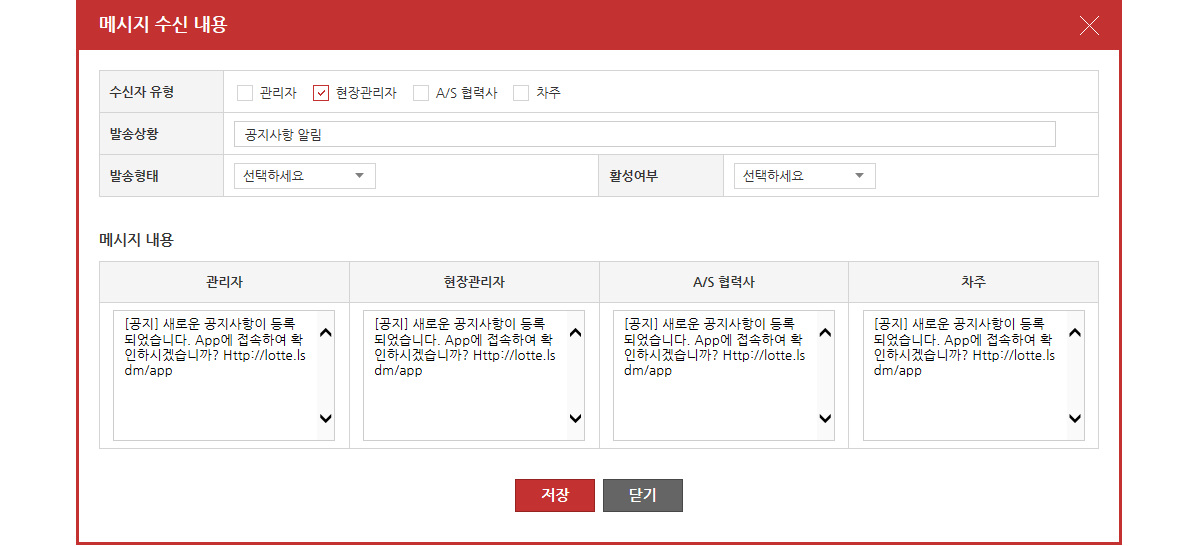 메시지 수신 내용
수신자 유형 관리자 현장관리자 A/S 협력사 차주
발송상황 공지사항 알림
발송형태 선택하세요 활성여부 선택하세요
메시지 내용
관리자 현장관리자 A/S 협력사 차주
[공지] 새로운 공지사항이 등록
되었습니다. App에 접속하여 확
인하시겠습니까? Http://lotte.ls
dm/app
[공지] 새로운 공지사항이 등록
되었습니다. App에 접속하여 확
인하시겠습니까? Http://lotte.ls
dm/app
[공지] 새로운 공지사항이 등록
되었습니다. App에 접속하여 확
인하시겠습니까? Http://lotte.ls
dm/app
[공지] 새로운 공지사항이 등록
되었습니다. App에 접속하여 확
인하시겠습니까? Http://lotte.ls
dm/app
저장 닫기